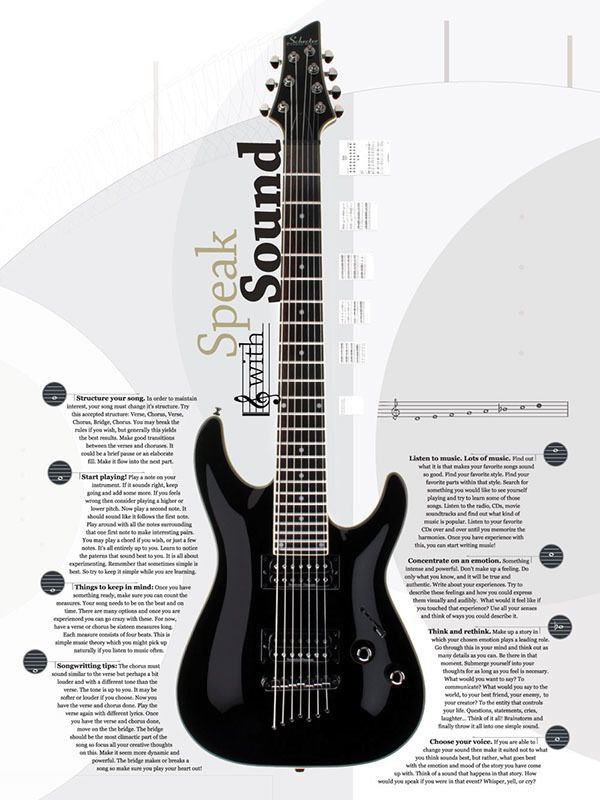 Schecter
Speak
with
Sound
Structure your song. In order to maintain
interest, your song must change it's structure. Try
this accepted structure: Verse, Chorus, Verse,
Chorus, Bridge, Chorus. You may break the
rules if you wish, but generally this yields
the best results. Make good transitions
between the verses and choruses. It
could be a brief pause or an elaborate
fill. Make it flow into the next part.
Start playing! Play a note on your
instrument. If it sounds right, keep
going and add some more. If you feels
wrong then consider playing a higher or
lower pitch. Now play a second note. It
should sound like it follows the first note.
Play around with all the notes surrounding
that one first note to make interesting pairs.
You may play a chord if you wish, or just a few
notes. It's all entirely up to you. Learn to notice
the paterns that sound best to you. It is all about
experimenting. Remember that sometimes simple is
best. So try to keep it simple while you are learning.
Things to keep in mind: Once you have
something ready, make sure you can count the
measures. Your song needs to be on the beat and on
time. There are many options and once you are
experienced you can go crazy with these. For now,
have a verse or chorus be sixteen measures long.
Each measure consists of four beats. This is
simple music theory which you might pick up
naturally if you listen to music often.
Songwriting tips: The chorus must
sound similar to the verse but perhaps a bit
louder and with a different tone than the
verse. The tone is up to you. It may be
softer or louder if you choose. Now you
have the verse and chorus done. Play the
verse again with different lyrics. Once
you have the verse and chorus done,
move on the the bridge. The bridge
should be the most climactic part of the
song so focus all your creative thoughts
on this. Make it seem more dynamic and
powerful. The bridge makes or breaks a
song so make sure you play your heart out!
Listen to music. Lots of music. Find out
what it is that makes your favorite songs sound
so good. Find your favorite style. Find your
favorite parts within that style. Search for
something you would like to see yourself
playing and try to learn some of those
songs. Listen to the radio, CDs, movie
soundtracks and find out what kind of
music is popular. Listen to your favorite
CDs over and over until you memorize the
harmonies. Once you have experience with
this, you can start writing music!
Concentrate on an emotion. Something
intense and powerful. Don't make up a feeling. Do
only what you know, and it will be true and
authentic. Write about your experiences. Try to
describe these feelings and how you could express
them visually and audibly. What would it feel like if
you touched that experience? Use all your senses
and think of ways you could describe it.
Think and rethink. Make up a story in
which your chosen emotion plays a leading role.
Go through this in your mind and think out as
many details as you can. Be there in that
moment. Submerge yourself into your
thoughts for as long as you feel is necessary.
What would you want to say? To
communicate? What would you say to the
world, to your best friend, your enemy, to
your creator? To the entity that controls
your life. Questions, statements, cries,
laughter... Think of it all! Brainstorm and
finally throw it all into one simple sound.
Choose your voice. If you are able to
change your sound then make it suited not to what
you think sounds best, but rather, what goes best
with the emotion and mood of the story you have come
up with. Think of a sound that happens in that story. How
would you speak if you were in that event? Whisper, yell, or cry?